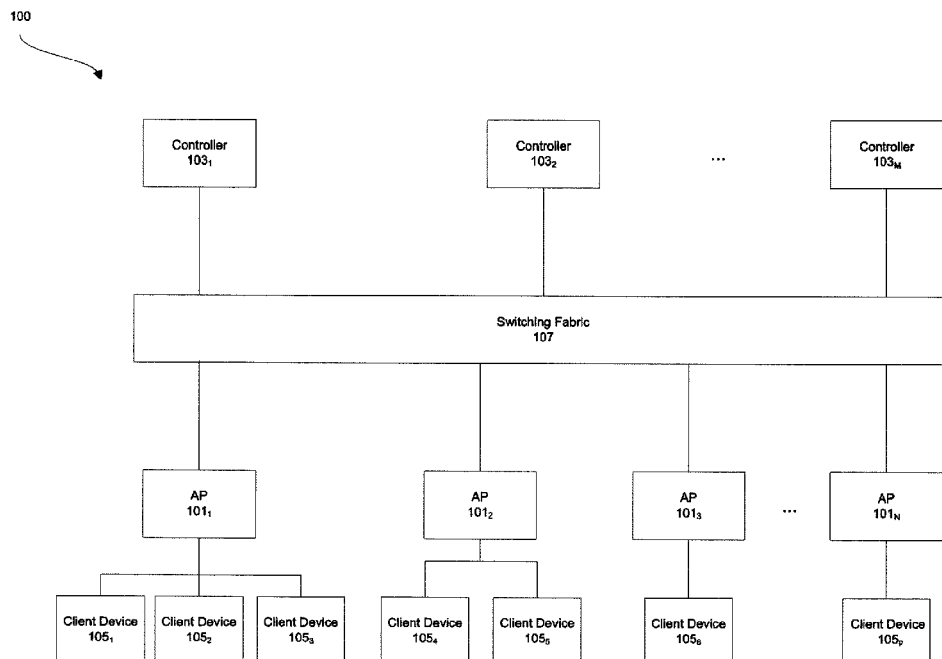 100
Controller
103₁
Controller
103₂
...
Controller
103M
Switching Fabric
107
AP
101₁
AP
101₂
AP
101₃
...
AP
101N
Client Device
105₁
Client Device
105₂
Client Device
105₃
Client Device
105₄
Client Device
105₅
Client Device
105₆
Client Device
105P